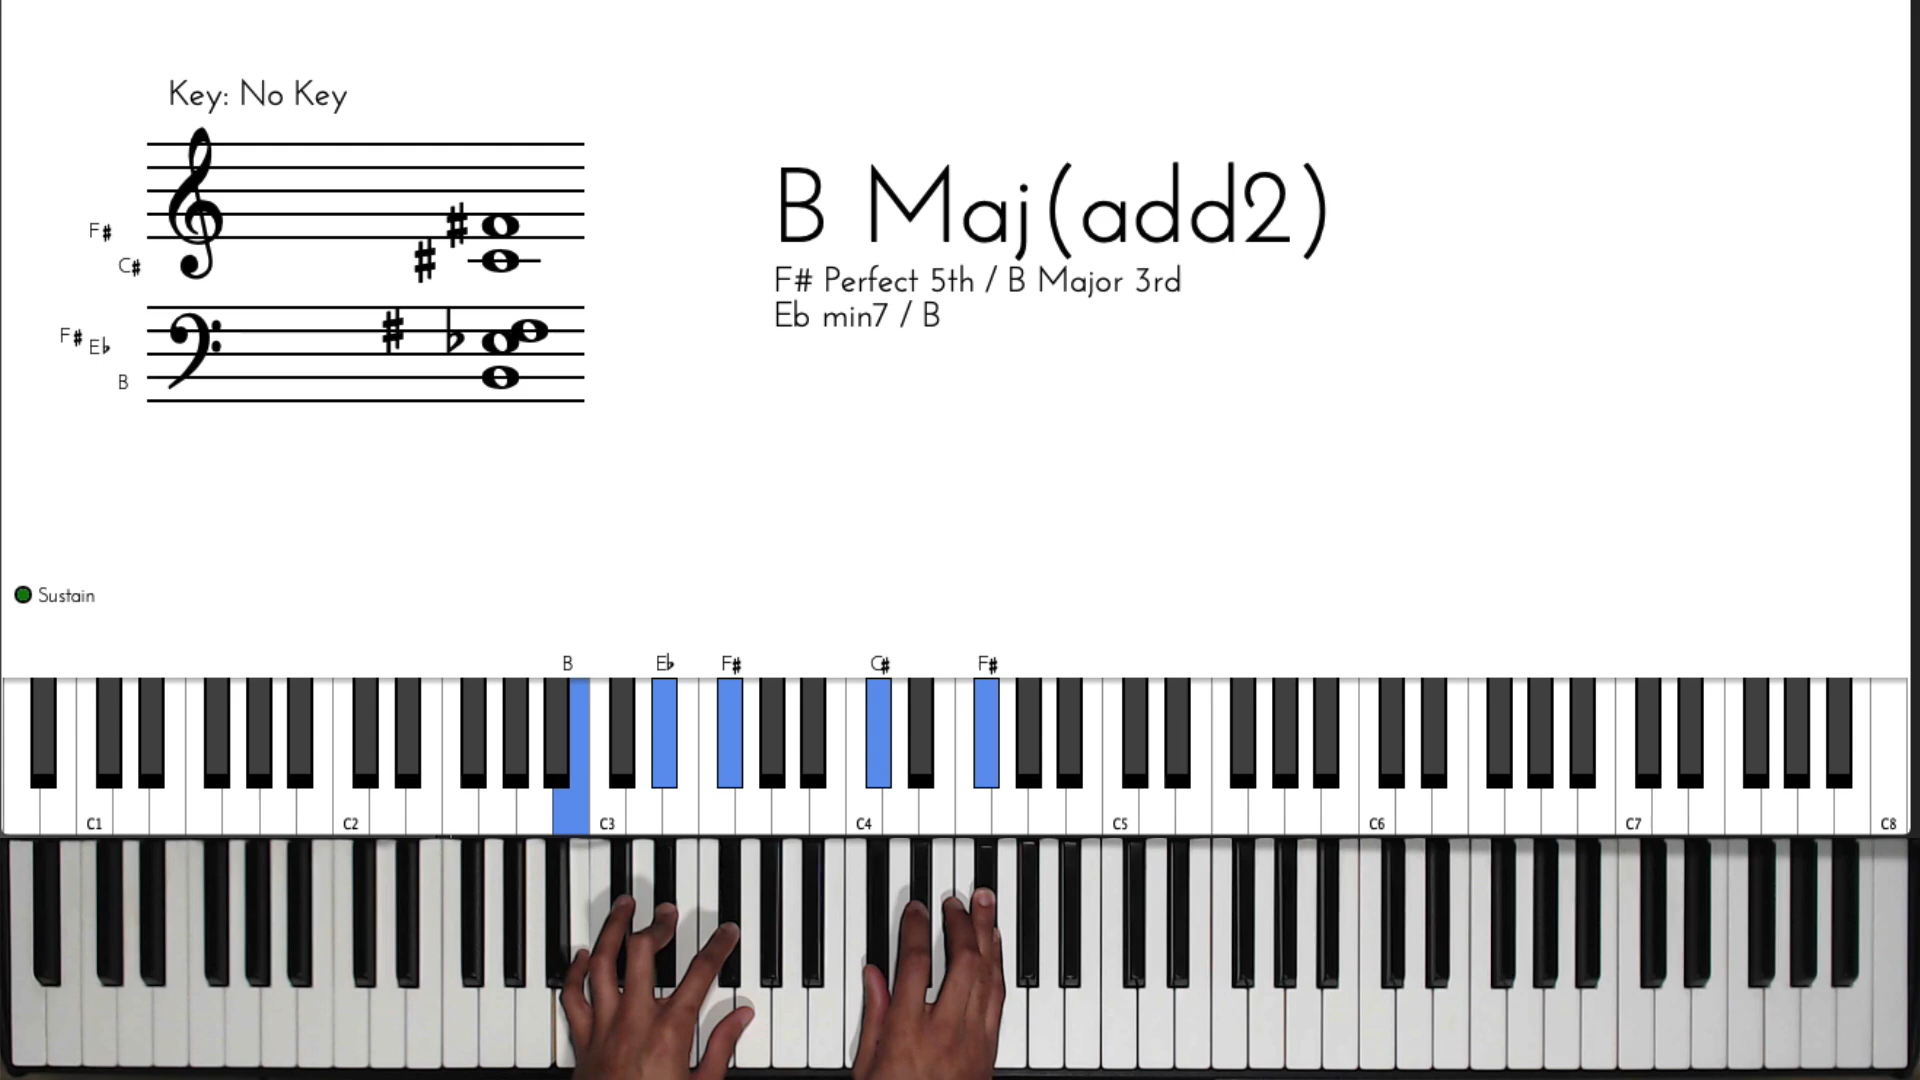 Key: No Key
F#
C#
F#
Eb
B
B Maj(add2)
F# Perfect 5th / B Major 3rd
Eb min7 / B
Sustain
B E♭ F# C# F#
C1 C2 C3 C4 C5 C6 C7 C8